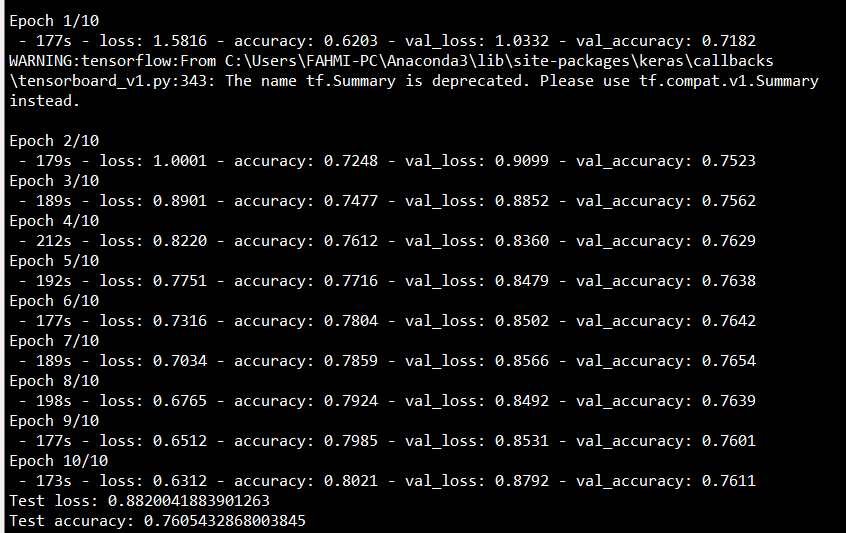 Epoch 1/10
 - 177s - loss: 1.5816 - accuracy: 0.6203 - val_loss: 1.0332 - val_accuracy: 0.7182
WARNING:tensorflow:From C:\Users\FAHMI-PC\Anaconda3\lib\site-packages\keras\callbacks
\tensorboard_v1.py:343: The name tf.Summary is deprecated. Please use tf.compat.v1.Summary
instead.

Epoch 2/10
 - 179s - loss: 1.0001 - accuracy: 0.7248 - val_loss: 0.9099 - val_accuracy: 0.7523
Epoch 3/10
 - 189s - loss: 0.8901 - accuracy: 0.7477 - val_loss: 0.8852 - val_accuracy: 0.7562
Epoch 4/10
 - 212s - loss: 0.8220 - accuracy: 0.7612 - val_loss: 0.8360 - val_accuracy: 0.7629
Epoch 5/10
 - 192s - loss: 0.7751 - accuracy: 0.7716 - val_loss: 0.8479 - val_accuracy: 0.7638
Epoch 6/10
 - 177s - loss: 0.7316 - accuracy: 0.7804 - val_loss: 0.8502 - val_accuracy: 0.7642
Epoch 7/10
 - 189s - loss: 0.7034 - accuracy: 0.7859 - val_loss: 0.8566 - val_accuracy: 0.7654
Epoch 8/10
 - 198s - loss: 0.6765 - accuracy: 0.7924 - val_loss: 0.8492 - val_accuracy: 0.7639
Epoch 9/10
 - 177s - loss: 0.6512 - accuracy: 0.7985 - val_loss: 0.8531 - val_accuracy: 0.7601
Epoch 10/10
 - 173s - loss: 0.6312 - accuracy: 0.8021 - val_loss: 0.8792 - val_accuracy: 0.7611
Test loss: 0.8820041883901263
Test accuracy: 0.7605432868003845